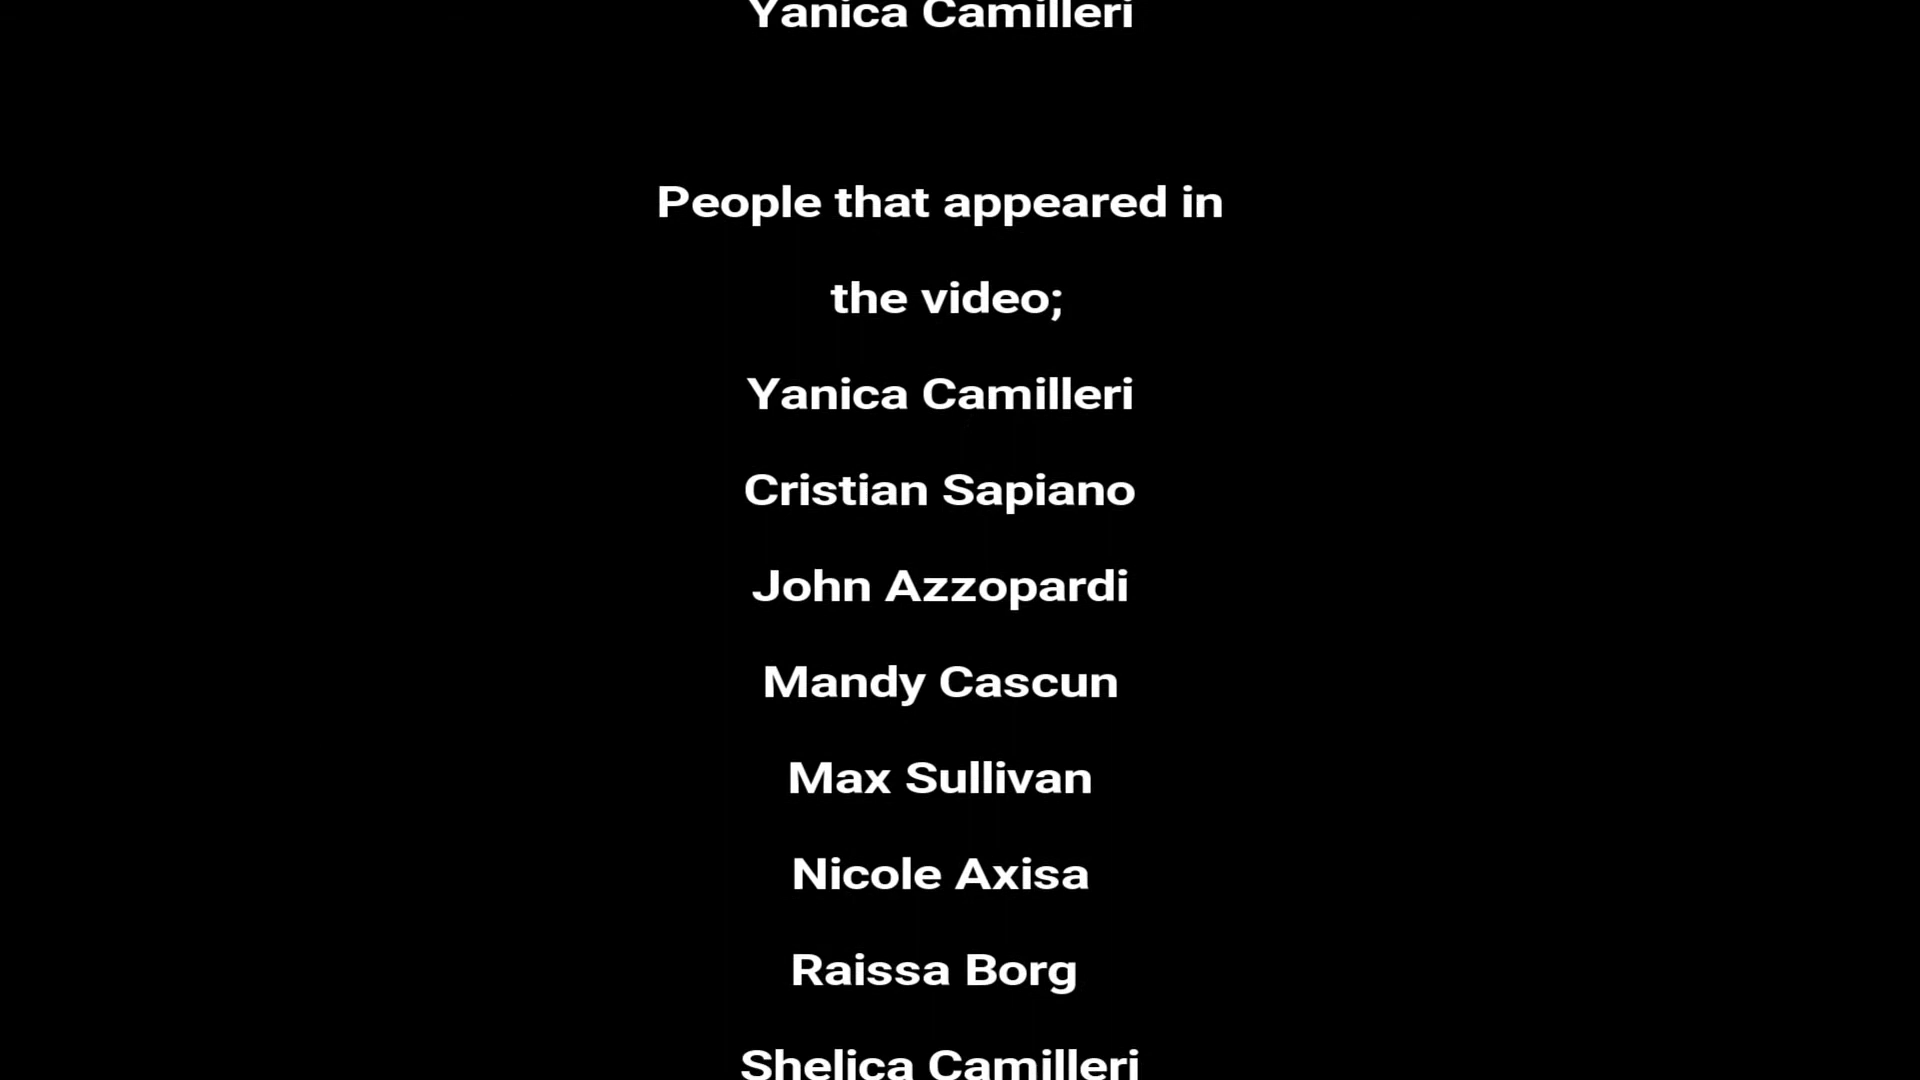 Yanica Camilleri
People that appeared in
the video;
Yanica Camilleri
Cristian Sapiano
John Azzopardi
Mandy Cascun
Max Sullivan
Nicole Axisa
Raissa Borg
Shelica Camilleri